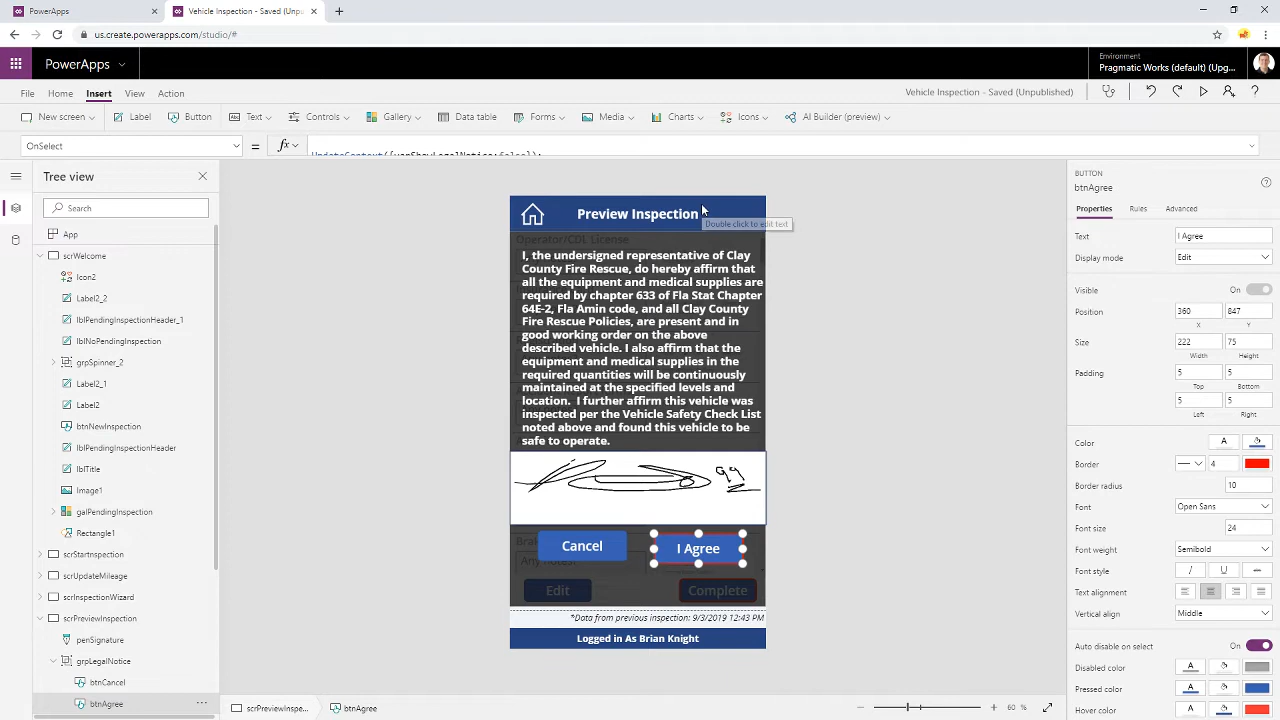 PowerApps
Vehicle Inspection - Saved (Unpu
us.create.powerapps.com/studio/#
PowerApps
Environment
Pragmatic Works (default) (Upg...
File
Home
Insert
View
Action
Vehicle Inspection - Saved (Unpublished)
New screen
Label
Button
Text
Controls
Gallery
Data table
Forms
Media
Charts
Icons
AI Builder (preview)
OnSelect
=
fx
Tree view
Search
App
scrWelcome
Icon2
Label2_2
lblPendingInspectionHeader_1
lblNoPendingInspection
grpSpinner_2
Label2_1
Label2
btnNewInspection
lblPendingInspectionHeader
lblTitle
Image1
galPendingInspection
Rectangle1
scrStartInspection
scrUpdateMileage
scrInspectionWizard
scrPreviewInspection
penSignature
grpLegalNotice
btnCancel
btnAgree
Preview Inspection
Double click to edit text
Operator/CDL License
I, the undersigned representative of Clay
County Fire Rescue, do hereby affirm that
all the equipment and medical supplies are
required by chapter 633 of Fla Stat Chapter
64E-2, Fla Amin code, and all Clay County
Fire Rescue Policies, are present and in
good working order on the above
described vehicle. I also affirm that the
equipment and medical supplies in the
required quantities will be continuously
maintained at the specified levels and
location. I further affirm this vehicle was
inspected per the Vehicle Safety Check List
noted above and found this vehicle to be
safe to operate.
99
Cancel
I Agree
Any notes?
Edit
Complete
*Data from previous inspection: 9/3/2019 12:43 PM
Logged in As Brian Knight
scrPreviewInspe...
btnAgree
60 %
BUTTON
btnAgree
Properties
Rules
Advanced
Text
I Agree
Display mode
Edit
Visible
On
Position
360
847
X
Y
Size
222
75
Width
Height
Padding
5
5
Top
Bottom
5
5
Left
Right
Color
A
Border
4
Border radius
10
Font
Open Sans
Font size
24
Font weight
Semibold
Font style
Text alignment
Vertical align
Middle
Auto disable on select
On
Disabled color
Pressed color
Hover color